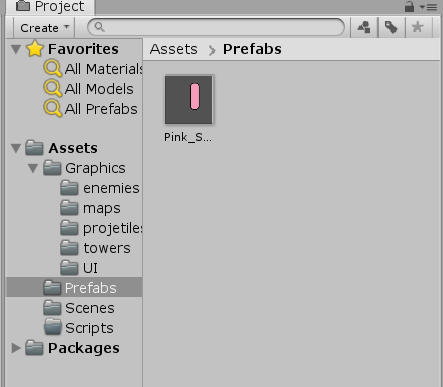 Project
Create
Favorites
All Materials
All Models
All Prefabs
Assets
Graphics
enemies
maps
projetiles
towers
UI
Prefabs
Scenes
Scripts
Packages
Assets > Prefabs
Pink_S...